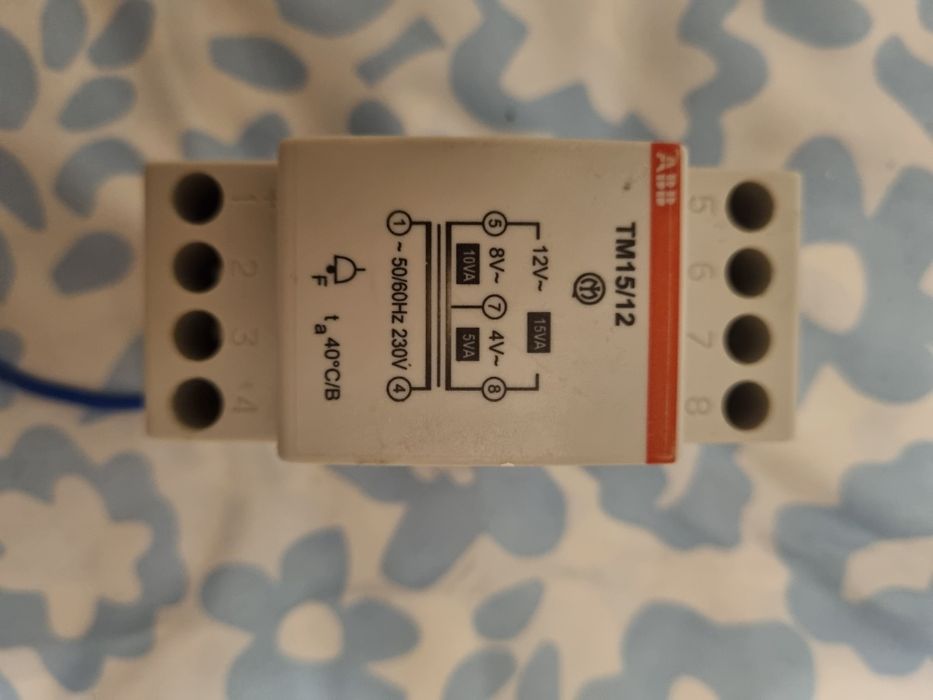 5 6 7 8
ABB
TM15/12
M
12V~ 15VA
5 8V~ 7 4V~ 8
10VA 5VA
1 ~ 50/60Hz 230V 4
F ta 40°C/B
1 2 3 4